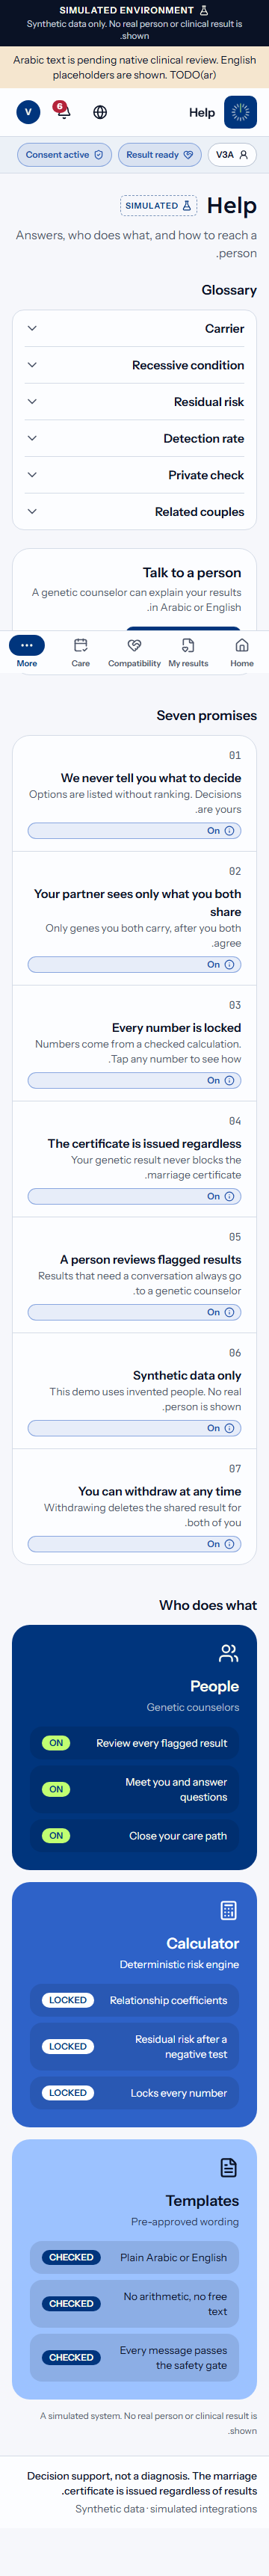 SIMULATED ENVIRONMENT
Synthetic data only. No real person or clinical result is
.shown
Arabic text is pending native clinical review. English
placeholders are shown. TODO(ar)
V
6
Help
Consent active
Result ready
V3A
SIMULATED
Help
Answers, who does what, and how to reach a
.person
Glossary
Carrier
Recessive condition
Residual risk
Detection rate
Private check
Related couples
Talk to a person
A genetic counselor can explain your results
.in Arabic or English
More
Care
Compatibility
My results
Home
Seven promises
01
We never tell you what to decide
Options are listed without ranking. Decisions
.are yours
On
02
Your partner sees only what you both
share
Only genes you both carry, after you both
.agree
On
03
Every number is locked
Numbers come from a checked calculation.
.Tap any number to see how
On
04
The certificate is issued regardless
Your genetic result never blocks the
.marriage certificate
On
05
A person reviews flagged results
Results that need a conversation always go
.to a genetic counselor
On
06
Synthetic data only
This demo uses invented people. No real
.person is shown
On
07
You can withdraw at any time
Withdrawing deletes the shared result for
.both of you
On
Who does what
People
Genetic counselors
ON
Review every flagged result
ON
Meet you and answer
questions
ON
Close your care path
Calculator
Deterministic risk engine
LOCKED
Relationship coefficients
LOCKED
Residual risk after a
negative test
LOCKED
Locks every number
Templates
Pre-approved wording
CHECKED
Plain Arabic or English
CHECKED
No arithmetic, no free
text
CHECKED
Every message passes
the safety gate
A simulated system. No real person or clinical result is
.shown
Decision support, not a diagnosis. The marriage
.certificate is issued regardless of results
Synthetic data · simulated integrations